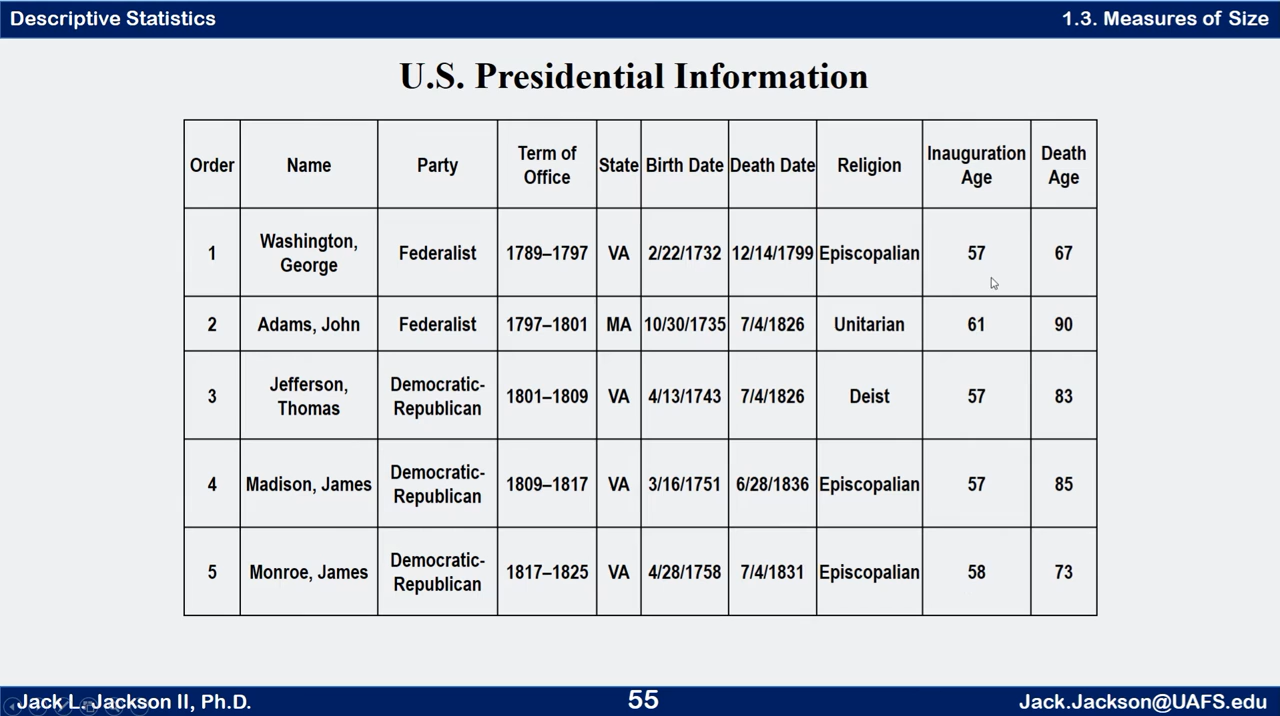 Descriptive Statistics
1.3. Measures of Size
U.S. Presidential Information
Order Name Party Term of Office State Birth Date Death Date Religion Inauguration Age Death Age
1 Washington, George Federalist 1789–1797 VA 2/22/1732 12/14/1799 Episcopalian 57 67
2 Adams, John Federalist 1797–1801 MA 10/30/1735 7/4/1826 Unitarian 61 90
3 Jefferson, Thomas Democratic-Republican 1801–1809 VA 4/13/1743 7/4/1826 Deist 57 83
4 Madison, James Democratic-Republican 1809–1817 VA 3/16/1751 6/28/1836 Episcopalian 57 85
5 Monroe, James Democratic-Republican 1817–1825 VA 4/28/1758 7/4/1831 Episcopalian 58 73
Jack L. Jackson II, Ph.D.
55
Jack.Jackson@UAFS.edu